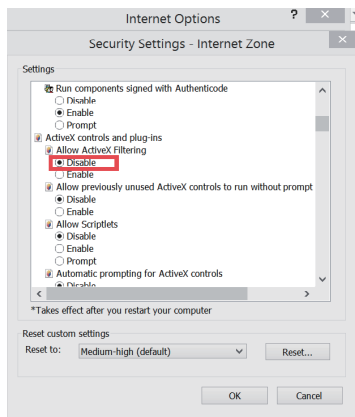 Internet Options
?
Security Settings - Internet Zone
Settings
Run components signed with Authenticode
Disable
Enable
Prompt
ActiveX controls and plug-ins
Allow ActiveX Filtering
Disable
Enable
Allow previously unused ActiveX controls to run without prompt
Disable
Enable
Allow Scriptlets
Disable
Enable
Prompt
Automatic prompting for ActiveX controls
Disable
*Takes effect after you restart your computer
Reset custom settings
Reset to:
Medium-high (default)
Reset...
OK
Cancel